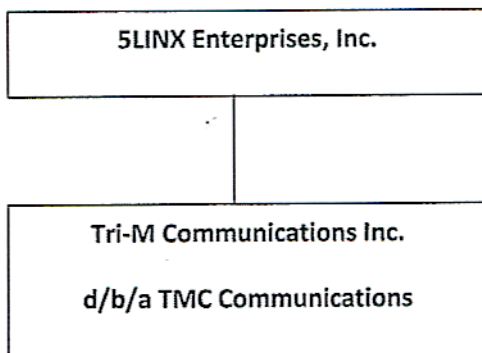 5LINX Enterprises, Inc.
Tri-M Communications Inc.
d/b/a TMC Communications